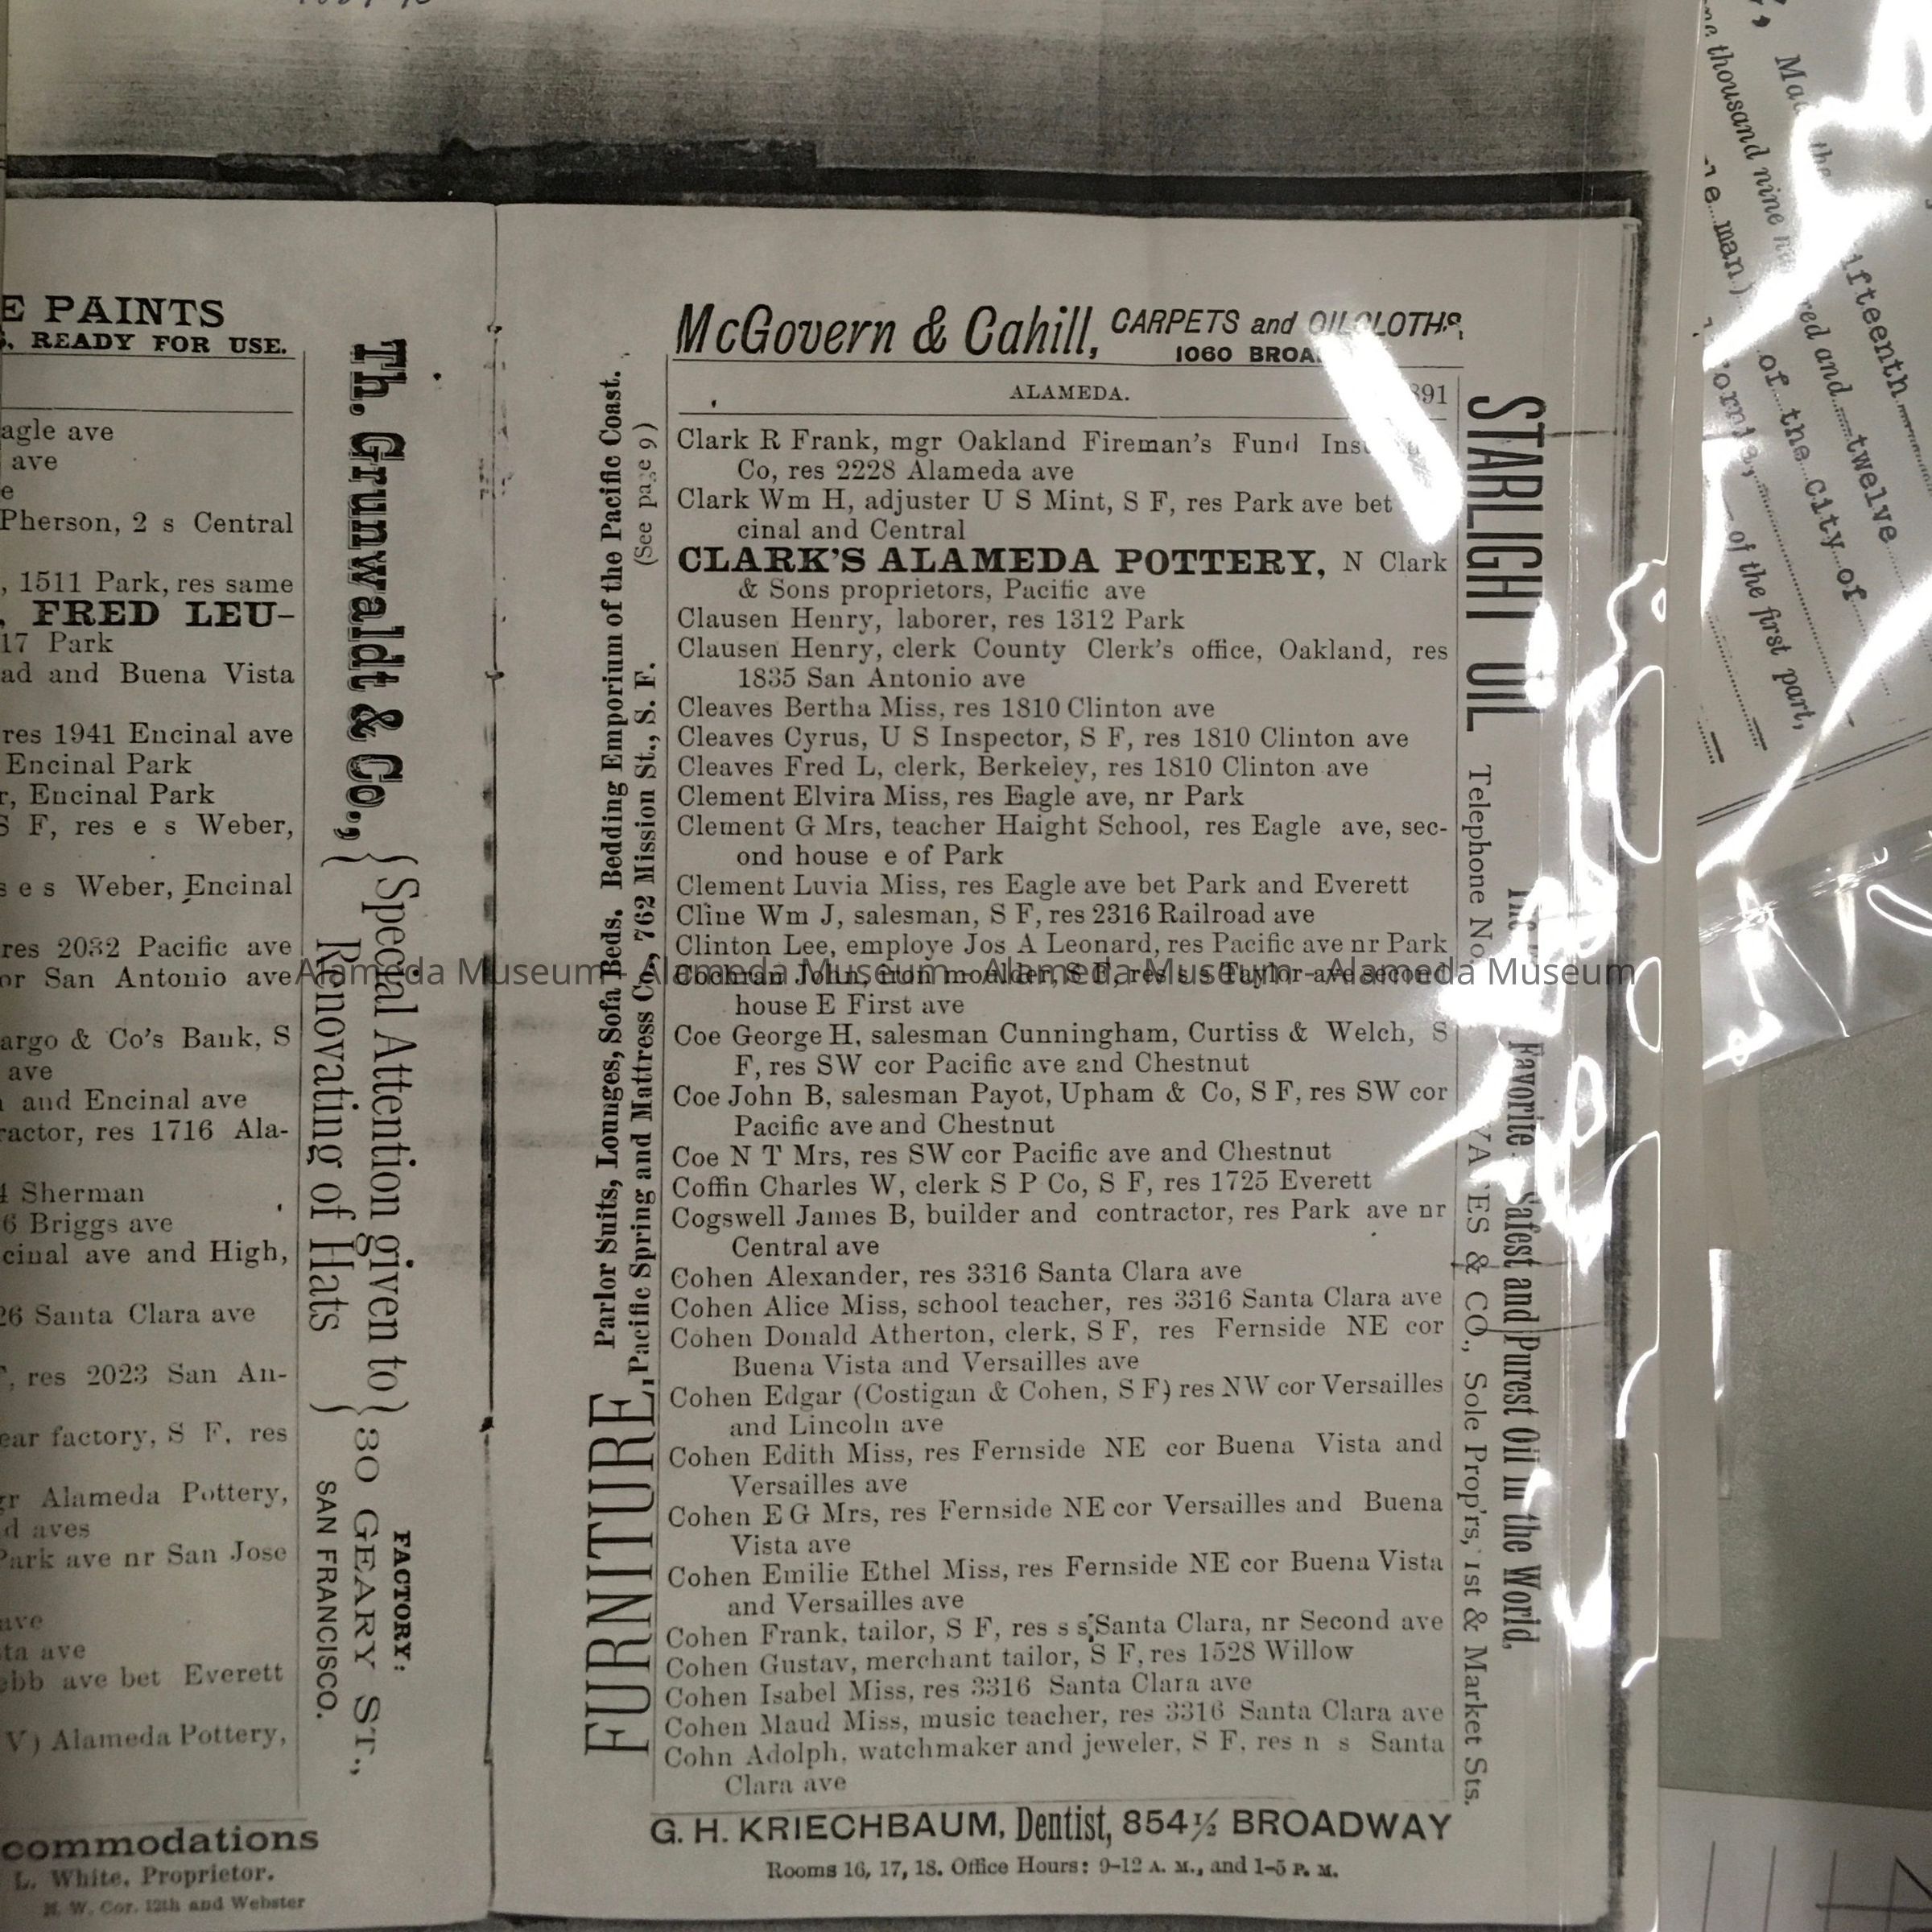 E PAINTS
READY FOR USE.
agle ave
ave
e
Pherson, 2 s Central
, 1511 Park, res same
, FRED LEU-
17 Park
ad and Buena Vista
res 1941 Encinal ave
Encinal Park
r, Encinal Park
S F, res e s Weber,
s e s Weber, Encinal
res 2032 Pacific ave
or San Antonio ave
argo & Co's Bank, S
ave
and Encinal ave
ractor, res 1716 Ala-
4 Sherman
6 Briggs ave
cinal ave and High,
26 Santa Clara ave
, res 2023 San An-
ear factory, S F, res
gr Alameda Pottery,
d aves
Park ave nr San Jose
ave
ta ave
ebb ave bet Everett
V) Alameda Pottery,
commodations
L. White, Proprietor.
N. W. Cor. 12th and Webster
Th. Grunwaldt & Co.,
{Special Attention given to}
{Renovating of Hats}
FACTORY:
30 GEARY ST.,
SAN FRANCISCO.
Parlor Suits, Lounges, Sofa Beds. Bedding Emporium of the Pacific Coast.
FURNITURE, Pacific Spring and Mattress Co., 762 Mission St., S. F. (See page 9)
McGovern & Cahill, CARPETS and OILCLOTHS,
1060 BROA
ALAMEDA. 891
Clark R Frank, mgr Oakland Fireman's Fund Ins
Co, res 2228 Alameda ave
Clark Wm H, adjuster U S Mint, S F, res Park ave bet
cinal and Central
CLARK'S ALAMEDA POTTERY, N Clark
& Sons proprietors, Pacific ave
Clausen Henry, laborer, res 1312 Park
Clausen Henry, clerk County Clerk's office, Oakland, res
1835 San Antonio ave
Cleaves Bertha Miss, res 1810 Clinton ave
Cleaves Cyrus, U S Inspector, S F, res 1810 Clinton ave
Cleaves Fred L, clerk, Berkeley, res 1810 Clinton ave
Clement Elvira Miss, res Eagle ave, nr Park
Clement G Mrs, teacher Haight School, res Eagle ave, sec-
ond house e of Park
Clement Luvia Miss, res Eagle ave bet Park and Everett
Cline Wm J, salesman, S F, res 2316 Railroad ave
Clinton Lee, employe Jos A Leonard, res Pacific ave nr Park
Cochran John, iron moulder, S F, res s s Taylor ave second
Alameda Museum - Alameda Museum - Alameda Museum - Alameda Museum
house E First ave
Coe George H, salesman Cunningham, Curtiss & Welch, S
F, res SW cor Pacific ave and Chestnut
Coe John B, salesman Payot, Upham & Co, S F, res SW cor
Pacific ave and Chestnut
Coe N T Mrs, res SW cor Pacific ave and Chestnut
Coffin Charles W, clerk S P Co, S F, res 1725 Everett
Cogswell James B, builder and contractor, res Park ave nr
Central ave
Cohen Alexander, res 3316 Santa Clara ave
Cohen Alice Miss, school teacher, res 3316 Santa Clara ave
Cohen Donald Atherton, clerk, S F, res Fernside NE cor
Buena Vista and Versailles ave
Cohen Edgar (Costigan & Cohen, S F) res NW cor Versailles
and Lincoln ave
Cohen Edith Miss, res Fernside NE cor Buena Vista and
Versailles ave
Cohen E G Mrs, res Fernside NE cor Versailles and Buena
Vista ave
Cohen Emilie Ethel Miss, res Fernside NE cor Buena Vista
and Versailles ave
Cohen Frank, tailor, S F, res s s Santa Clara, nr Second ave
Cohen Gustav, merchant tailor, S F, res 1528 Willow
Cohen Isabel Miss, res 3316 Santa Clara ave
Cohen Maud Miss, music teacher, res 3316 Santa Clara ave
Cohn Adolph, watchmaker and jeweler, S F, res n s Santa
Clara ave
G. H. KRIECHBAUM, Dentist, 854½ BROADWAY
Rooms 16, 17, 18. Office Hours: 9-12 A. M., and 1-5 P. M.
STARLIGHT OIL
Favorite. Safest and Purest Oil in the World,
Telephone No. YATES & CO., Sole Prop'rs, 1st & Market Sts.
Made the ifteenth
thousand nine red and twelve
ne man.) of the City of
of the first part,